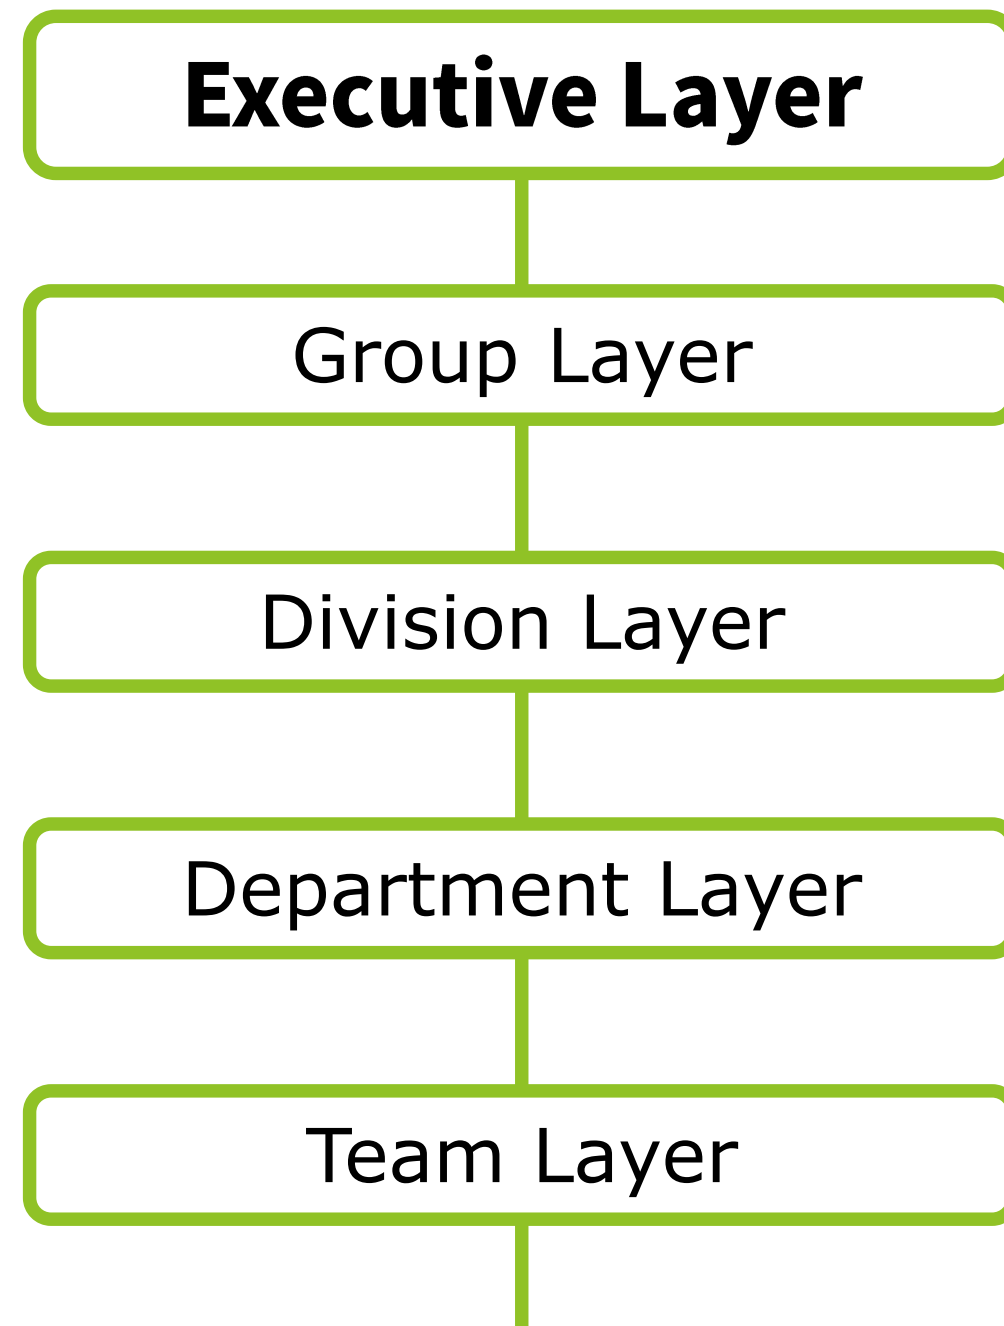 Executive Layer
Group Layer
Division Layer
Department Layer
Team Layer